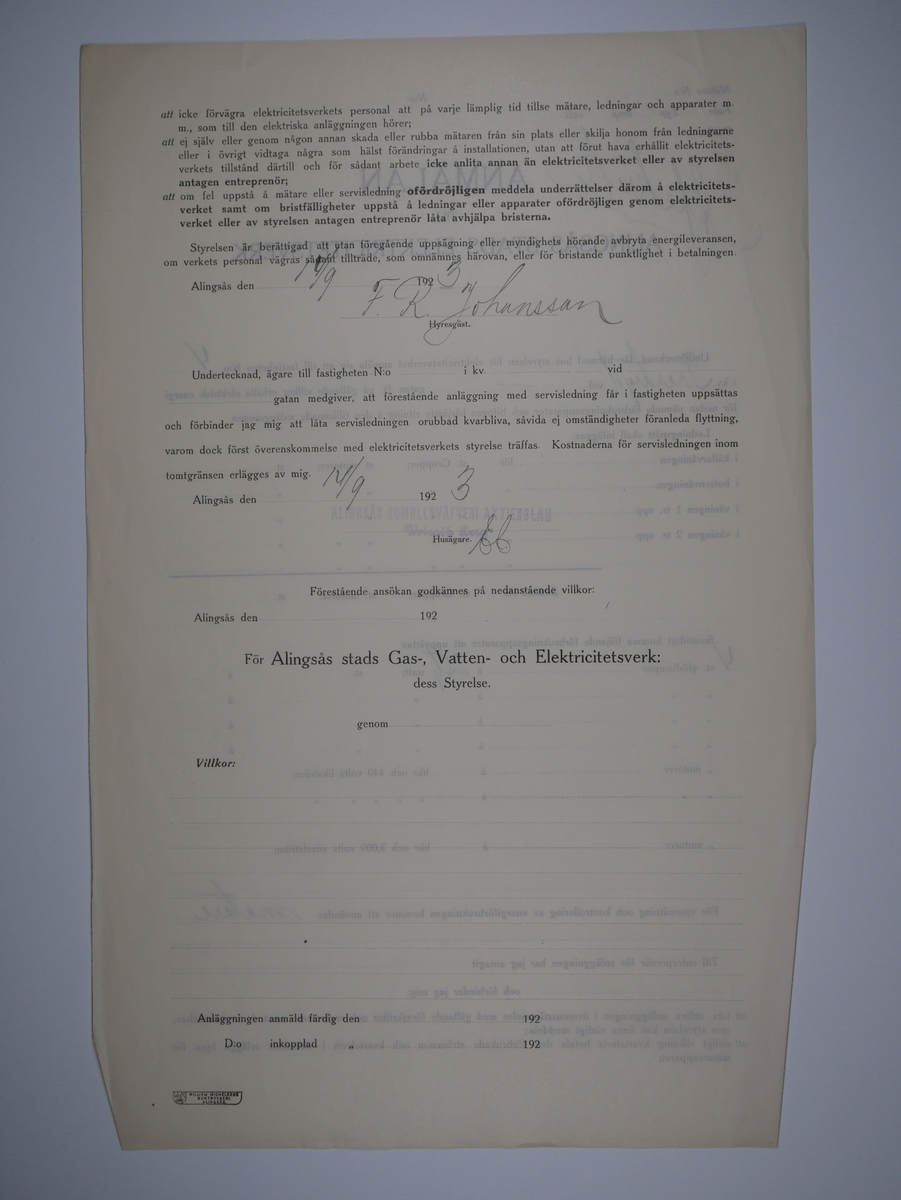 att icke förvägra elektricitetsverkets personal att på varje lämplig tid tillse mätare, ledningar och apparater m.
m., som till den elektriska anläggningen hörer;
att ej själv eller genom någon annan skada eller rubba mätaren från sin plats eller skilja honom från ledningarne
eller i övrigt vidtaga några som hälst förändringar å installationen, utan att förut hava erhållit elektricitets-
verkets tillstånd därtill och för sådant arbete icke anlita annan än elektricitetsverket eller av styrelsen
antagen entreprenör;
att om fel uppstå å mätare eller servisledning ofördröjligen meddela underrättelser därom å elektricitets-
verket samt om bristfälligheter uppstå å ledningar eller apparater ofördröjligen genom elektricitets-
verket eller av styrelsen antagen entreprenör låta avhjälpa bristerna.
Styrelsen är berättigad att utan föregående uppsägning eller myndighets hörande avbryta energileveransen,
om verkets personal vägras sådant tillträde, som omnämnes härovan, eller för bristande punktlighet i betalningen.
Alingsås den 19/9 1923
F. R. Johansson
Hyresgäst.
Undertecknad, ägare till fastigheten N:o i kv. vid
gatan medgiver, att förestående anläggning med servisledning får i fastigheten uppsättas
och förbinder jag mig att låta servisledningen orubbad kvarbliva, såvida ej omständigheter föranleda flyttning,
varom dock först överenskommelse med elektricitetsverkets styrelse träffas. Kostnaderna för servisledningen inom
tomtgränsen erlägges av mig.
Alingsås den 19/9 1923
ALINGSÅS BOMULLSVÄFVERI AKTIEBOLAG
Husägare.
Förestående ansökan godkännes på nedanstående villkor:
Alingsås den 192
För Alingsås stads Gas-, Vatten- och Elektricitetsverk:
dess Styrelse.
genom
Villkor:
Anläggningen anmäld färdig den 192
D:o inkopplad „ 192
WILLIAM MICHELSENS
BOKTRYCKERI
ALINGSÅS